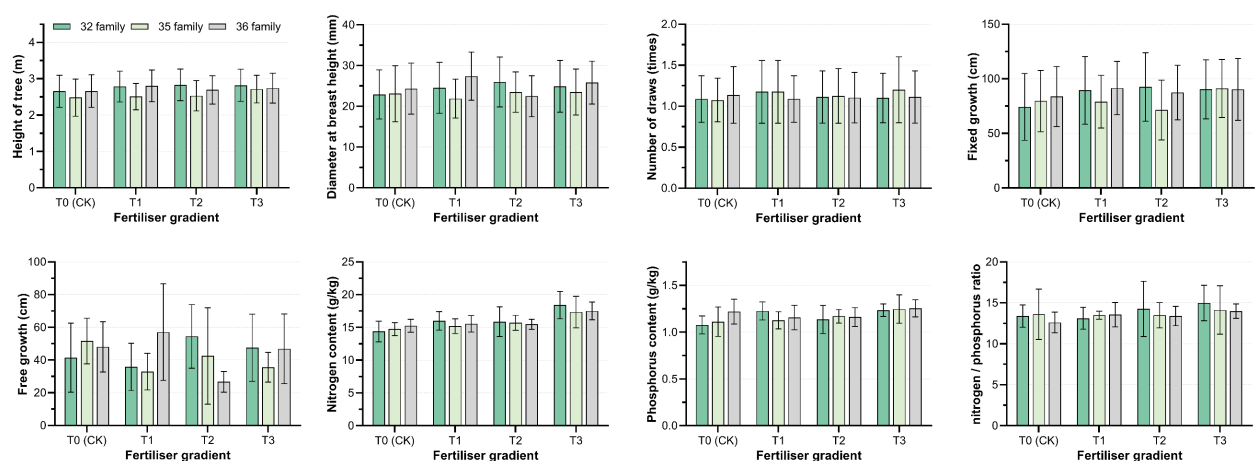 32 family 35 family 36 family
Height of tree (m)
5
4
3
2
1
0
T0 (CK) T1 T2 T3
Fertiliser gradient
Diameter at breast height (mm)
40
30
20
10
0
T0 (CK) T1 T2 T3
Fertiliser gradient
Number of draws (times)
2.0
1.5
1.0
0.5
0.0
T0 (CK) T1 T2 T3
Fertiliser gradient
Fixed growth (cm)
150
100
50
0
T0 (CK) T1 T2 T3
Fertiliser gradient
Free growth (cm)
100
80
60
40
20
0
T0 (CK) T1 T2 T3
Fertiliser gradient
Nitrogen content (g/kg)
25
20
15
10
5
0
T0 (CK) T1 T2 T3
Fertiliser gradient
Phosphorus content (g/kg)
1.5
1.0
0.5
0.0
T0 (CK) T1 T2 T3
Fertiliser gradient
nitrogen / phosphorus ratio
20
15
10
5
0
T0 (CK) T1 T2 T3
Fertiliser gradient